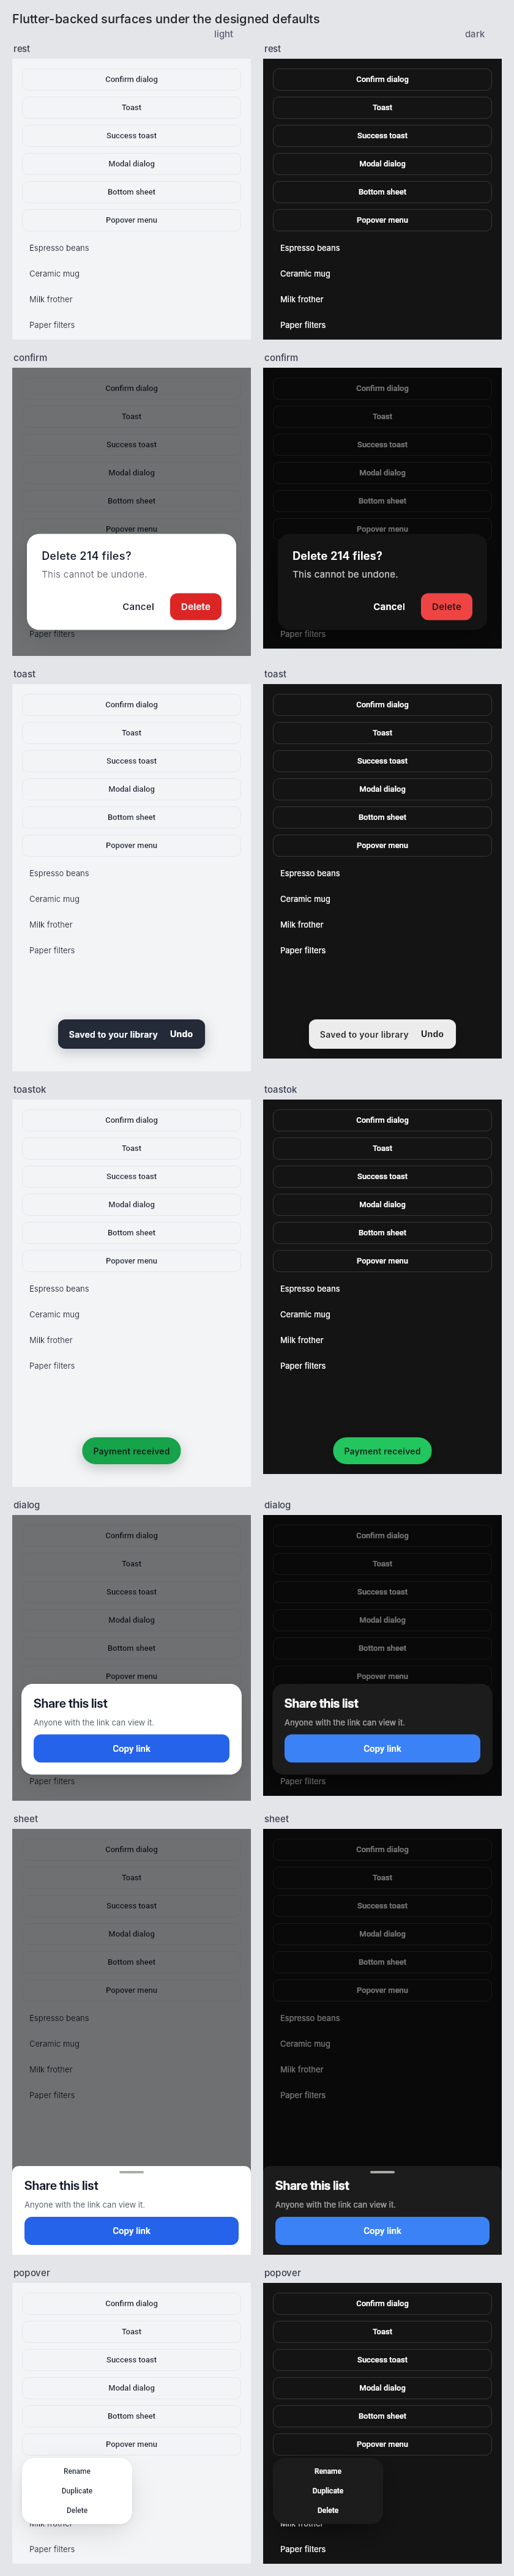 Flutter-backed surfaces under the designed defaults
light dark
rest rest
Confirm dialog Confirm dialog
Toast Toast
Success toast Success toast
Modal dialog Modal dialog
Bottom sheet Bottom sheet
Popover menu Popover menu
Espresso beans Espresso beans
Ceramic mug Ceramic mug
Milk frother Milk frother
Paper filters Paper filters
confirm confirm
Confirm dialog Confirm dialog
Toast Toast
Success toast Success toast
Modal dialog Modal dialog
Bottom sheet Bottom sheet
Popover menu Popover menu
Delete 214 files? Delete 214 files?
This cannot be undone. This cannot be undone.
Cancel Delete Cancel Delete
Paper filters Paper filters
toast toast
Confirm dialog Confirm dialog
Toast Toast
Success toast Success toast
Modal dialog Modal dialog
Bottom sheet Bottom sheet
Popover menu Popover menu
Espresso beans Espresso beans
Ceramic mug Ceramic mug
Milk frother Milk frother
Paper filters Paper filters
Saved to your library Undo Saved to your library Undo
toastok toastok
Confirm dialog Confirm dialog
Toast Toast
Success toast Success toast
Modal dialog Modal dialog
Bottom sheet Bottom sheet
Popover menu Popover menu
Espresso beans Espresso beans
Ceramic mug Ceramic mug
Milk frother Milk frother
Paper filters Paper filters
Payment received Payment received
dialog dialog
Confirm dialog Confirm dialog
Toast Toast
Success toast Success toast
Modal dialog Modal dialog
Bottom sheet Bottom sheet
Popover menu Popover menu
Share this list Share this list
Anyone with the link can view it. Anyone with the link can view it.
Copy link Copy link
Paper filters Paper filters
sheet sheet
Confirm dialog Confirm dialog
Toast Toast
Success toast Success toast
Modal dialog Modal dialog
Bottom sheet Bottom sheet
Popover menu Popover menu
Espresso beans Espresso beans
Ceramic mug Ceramic mug
Milk frother Milk frother
Paper filters Paper filters
Share this list Share this list
Anyone with the link can view it. Anyone with the link can view it.
Copy link Copy link
popover popover
Confirm dialog Confirm dialog
Toast Toast
Success toast Success toast
Modal dialog Modal dialog
Bottom sheet Bottom sheet
Popover menu Popover menu
Rename Rename
Duplicate Duplicate
Delete Delete
Milk frother Milk frother
Paper filters Paper filters